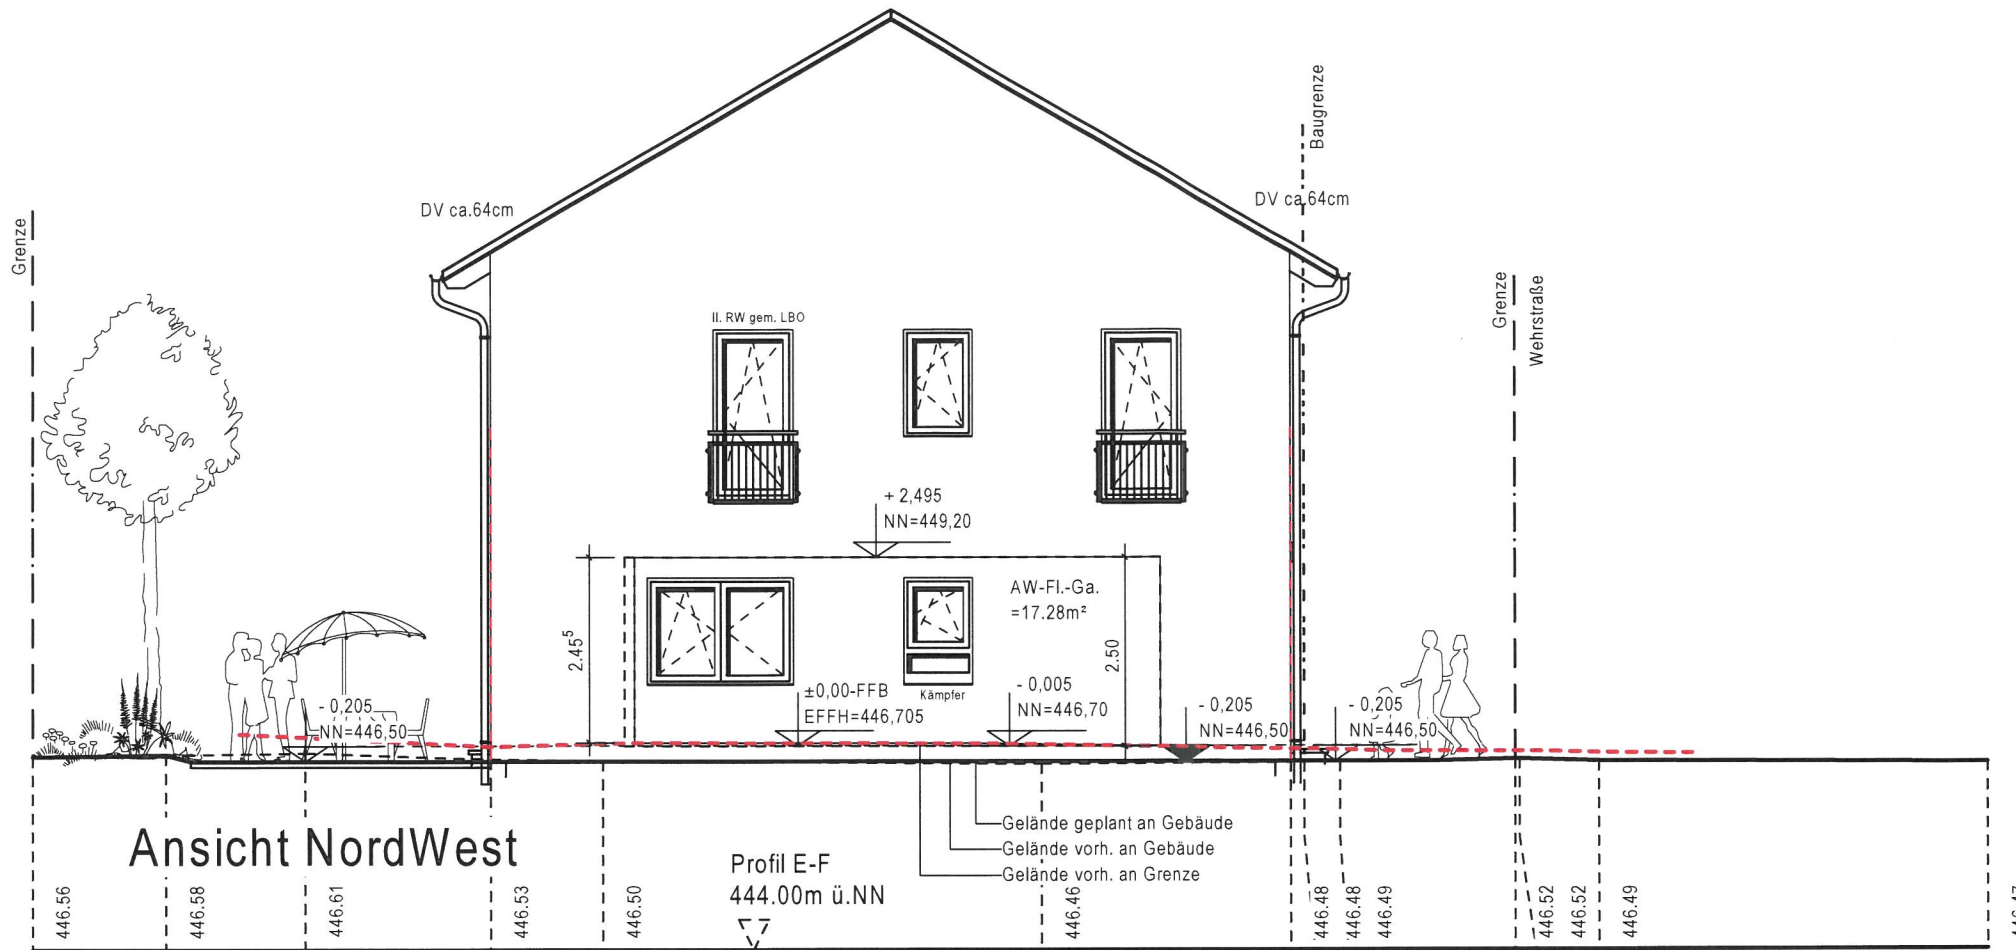 Baugrenze
DV ca.64cm
DV ca.64cm
Grenze
Grenze
Wehrstraße
II. RW gem. LBO
+ 2,495
NN=449,20
AW-Fl.-Ga.
=17.28m²
2.45⁵
2.50
±0,00-FFB
EFFH=446,705
Kämpfer
- 0,005
NN=446,70
- 0,205
NN=446,50
- 0,205
NN=446,50
- 0,205
NN=446,50
Gelände geplant an Gebäude
Gelände vorh. an Gebäude
Gelände vorh. an Grenze
Ansicht NordWest
Profil E-F
444.00m ü.NN
446.56
446.58
446.61
446.53
446.50
446.46
446.48
446.48
446.49
446.52
446.52
446.49